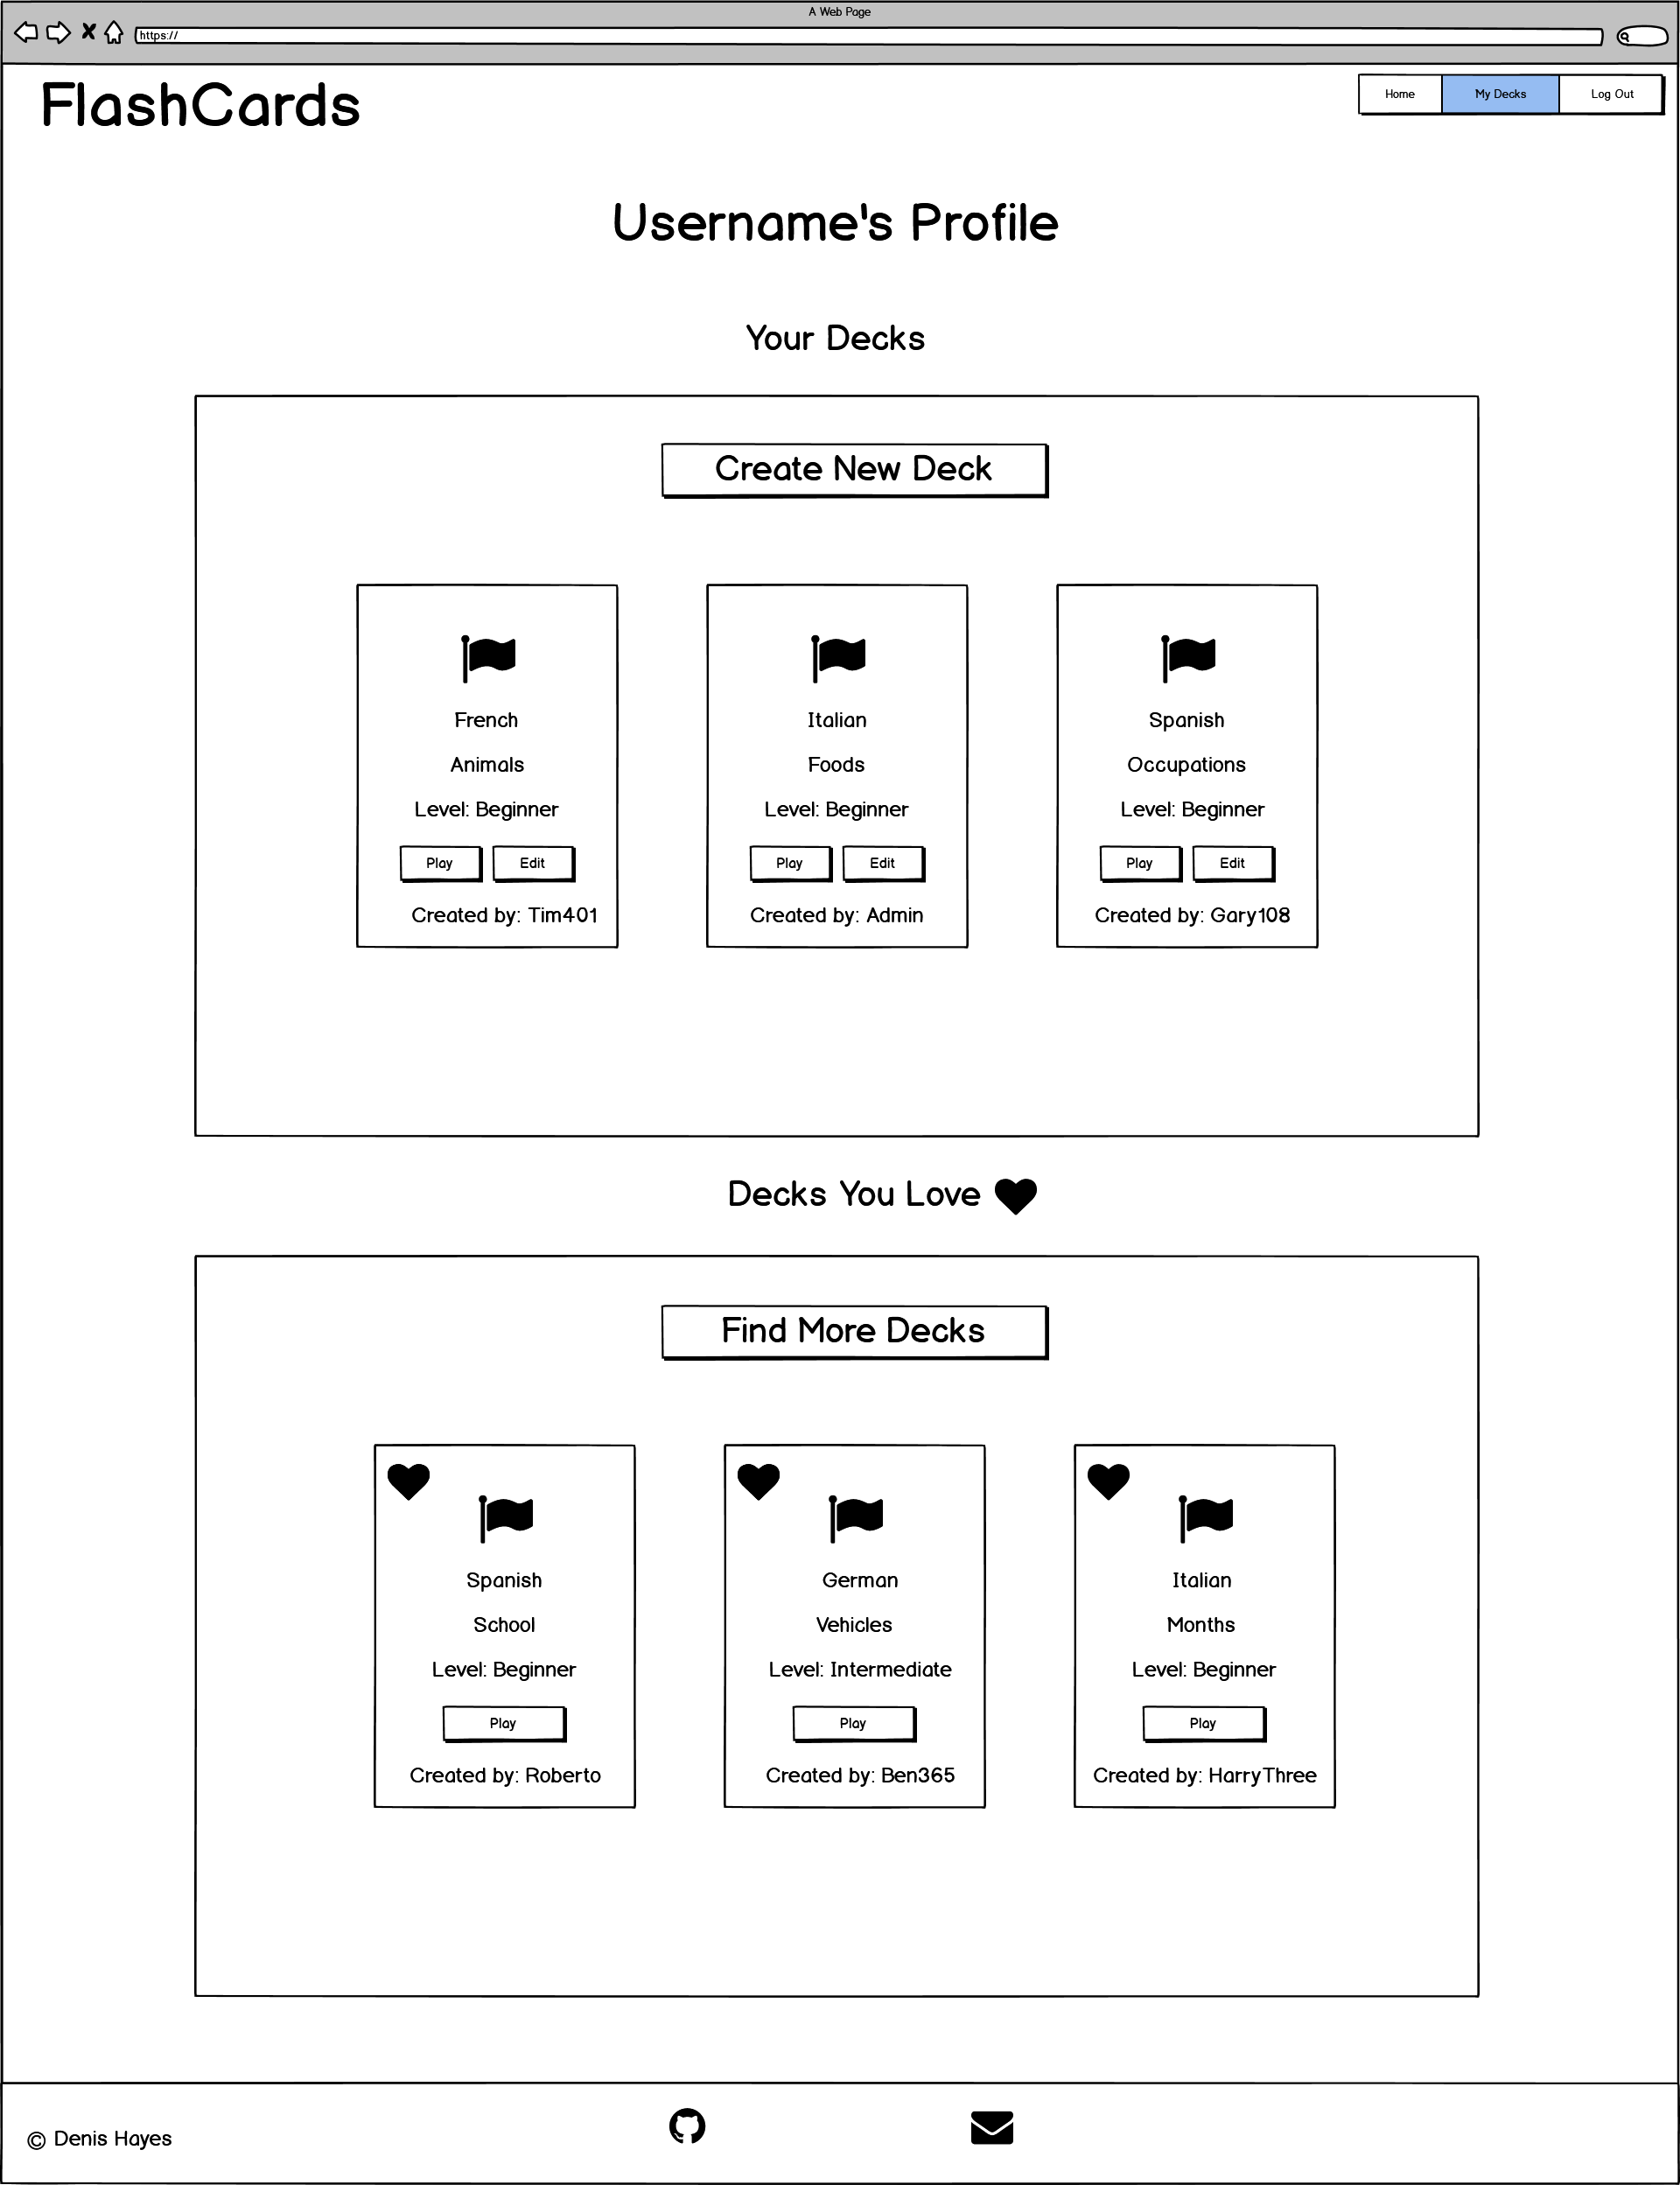 A Web Page
https://
FlashCards
Home
My Decks
Log Out
Username's Profile
Your Decks
Create New Deck
French
Animals
Level: Beginner
Play
Edit
Created by: Tim401
Italian
Foods
Level: Beginner
Play
Edit
Created by: Admin
Spanish
Occupations
Level: Beginner
Play
Edit
Created by: Gary108
Decks You Love
Find More Decks
Spanish
School
Level: Beginner
Play
Created by: Roberto
German
Vehicles
Level: Intermediate
Play
Created by: Ben365
Italian
Months
Level: Beginner
Play
Created by: HarryThree
© Denis Hayes